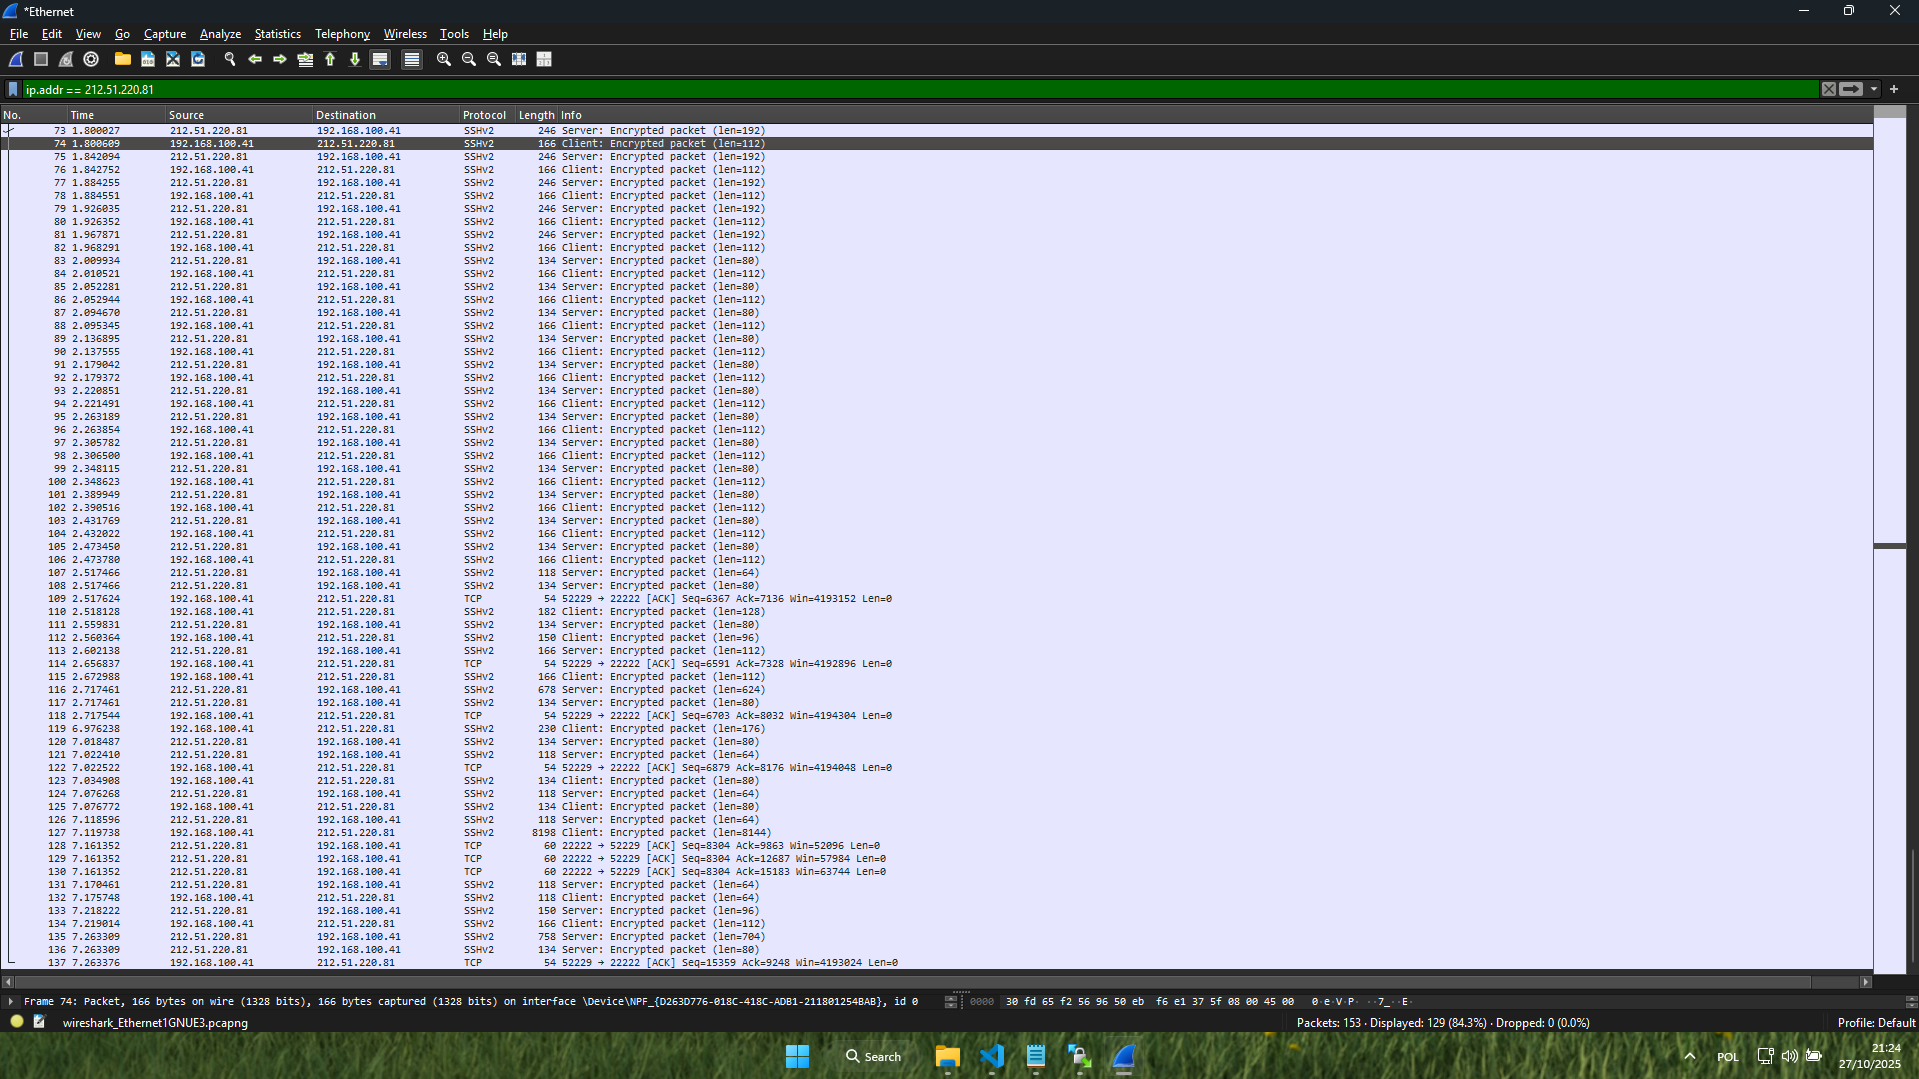 *Ethernet
File Edit View Go Capture Analyze Statistics Telephony Wireless Tools Help
ip.addr == 212.51.220.81
No. Time Source Destination Protocol Length Info
73 1.800027 212.51.220.81 192.168.100.41 SSHv2 246 Server: Encrypted packet (len=192)
74 1.800609 192.168.100.41 212.51.220.81 SSHv2 166 Client: Encrypted packet (len=112)
75 1.842094 212.51.220.81 192.168.100.41 SSHv2 246 Server: Encrypted packet (len=192)
76 1.842752 192.168.100.41 212.51.220.81 SSHv2 166 Client: Encrypted packet (len=112)
77 1.884255 212.51.220.81 192.168.100.41 SSHv2 246 Server: Encrypted packet (len=192)
78 1.884551 192.168.100.41 212.51.220.81 SSHv2 166 Client: Encrypted packet (len=112)
79 1.926035 212.51.220.81 192.168.100.41 SSHv2 246 Server: Encrypted packet (len=192)
80 1.926352 192.168.100.41 212.51.220.81 SSHv2 166 Client: Encrypted packet (len=112)
81 1.967871 212.51.220.81 192.168.100.41 SSHv2 246 Server: Encrypted packet (len=192)
82 1.968291 192.168.100.41 212.51.220.81 SSHv2 166 Client: Encrypted packet (len=112)
83 2.009934 212.51.220.81 192.168.100.41 SSHv2 134 Server: Encrypted packet (len=80)
84 2.010521 192.168.100.41 212.51.220.81 SSHv2 166 Client: Encrypted packet (len=112)
85 2.052281 212.51.220.81 192.168.100.41 SSHv2 134 Server: Encrypted packet (len=80)
86 2.052944 192.168.100.41 212.51.220.81 SSHv2 166 Client: Encrypted packet (len=112)
87 2.094670 212.51.220.81 192.168.100.41 SSHv2 134 Server: Encrypted packet (len=80)
88 2.095345 192.168.100.41 212.51.220.81 SSHv2 166 Client: Encrypted packet (len=112)
89 2.136895 212.51.220.81 192.168.100.41 SSHv2 134 Server: Encrypted packet (len=80)
90 2.137555 192.168.100.41 212.51.220.81 SSHv2 166 Client: Encrypted packet (len=112)
91 2.179042 212.51.220.81 192.168.100.41 SSHv2 134 Server: Encrypted packet (len=80)
92 2.179372 192.168.100.41 212.51.220.81 SSHv2 166 Client: Encrypted packet (len=112)
93 2.220851 212.51.220.81 192.168.100.41 SSHv2 134 Server: Encrypted packet (len=80)
94 2.221491 192.168.100.41 212.51.220.81 SSHv2 166 Client: Encrypted packet (len=112)
95 2.263189 212.51.220.81 192.168.100.41 SSHv2 134 Server: Encrypted packet (len=80)
96 2.263854 192.168.100.41 212.51.220.81 SSHv2 166 Client: Encrypted packet (len=112)
97 2.305782 212.51.220.81 192.168.100.41 SSHv2 134 Server: Encrypted packet (len=80)
98 2.306500 192.168.100.41 212.51.220.81 SSHv2 166 Client: Encrypted packet (len=112)
99 2.348115 212.51.220.81 192.168.100.41 SSHv2 134 Server: Encrypted packet (len=80)
100 2.348623 192.168.100.41 212.51.220.81 SSHv2 166 Client: Encrypted packet (len=112)
101 2.389949 212.51.220.81 192.168.100.41 SSHv2 134 Server: Encrypted packet (len=80)
102 2.390516 192.168.100.41 212.51.220.81 SSHv2 166 Client: Encrypted packet (len=112)
103 2.431769 212.51.220.81 192.168.100.41 SSHv2 134 Server: Encrypted packet (len=80)
104 2.432022 192.168.100.41 212.51.220.81 SSHv2 166 Client: Encrypted packet (len=112)
105 2.473450 212.51.220.81 192.168.100.41 SSHv2 134 Server: Encrypted packet (len=80)
106 2.473780 192.168.100.41 212.51.220.81 SSHv2 166 Client: Encrypted packet (len=112)
107 2.517466 212.51.220.81 192.168.100.41 SSHv2 118 Server: Encrypted packet (len=64)
108 2.517466 212.51.220.81 192.168.100.41 SSHv2 134 Server: Encrypted packet (len=80)
109 2.517624 192.168.100.41 212.51.220.81 TCP 54 52229 → 22222 [ACK] Seq=6367 Ack=7136 Win=4193152 Len=0
110 2.518128 192.168.100.41 212.51.220.81 SSHv2 182 Client: Encrypted packet (len=128)
111 2.559831 212.51.220.81 192.168.100.41 SSHv2 134 Server: Encrypted packet (len=80)
112 2.560364 192.168.100.41 212.51.220.81 SSHv2 150 Client: Encrypted packet (len=96)
113 2.602138 212.51.220.81 192.168.100.41 SSHv2 166 Server: Encrypted packet (len=112)
114 2.656837 192.168.100.41 212.51.220.81 TCP 54 52229 → 22222 [ACK] Seq=6591 Ack=7328 Win=4192896 Len=0
115 2.672988 192.168.100.41 212.51.220.81 SSHv2 166 Client: Encrypted packet (len=112)
116 2.717461 212.51.220.81 192.168.100.41 SSHv2 678 Server: Encrypted packet (len=624)
117 2.717461 212.51.220.81 192.168.100.41 SSHv2 134 Server: Encrypted packet (len=80)
118 2.717544 192.168.100.41 212.51.220.81 TCP 54 52229 → 22222 [ACK] Seq=6703 Ack=8032 Win=4194304 Len=0
119 6.976238 192.168.100.41 212.51.220.81 SSHv2 230 Client: Encrypted packet (len=176)
120 7.018487 212.51.220.81 192.168.100.41 SSHv2 134 Server: Encrypted packet (len=80)
121 7.022410 212.51.220.81 192.168.100.41 SSHv2 118 Server: Encrypted packet (len=64)
122 7.022522 192.168.100.41 212.51.220.81 TCP 54 52229 → 22222 [ACK] Seq=6879 Ack=8176 Win=4194048 Len=0
123 7.034908 192.168.100.41 212.51.220.81 SSHv2 134 Client: Encrypted packet (len=80)
124 7.076268 212.51.220.81 192.168.100.41 SSHv2 118 Server: Encrypted packet (len=64)
125 7.076772 192.168.100.41 212.51.220.81 SSHv2 134 Client: Encrypted packet (len=80)
126 7.118596 212.51.220.81 192.168.100.41 SSHv2 118 Server: Encrypted packet (len=64)
127 7.119738 192.168.100.41 212.51.220.81 SSHv2 8198 Client: Encrypted packet (len=8144)
128 7.161352 212.51.220.81 192.168.100.41 TCP 60 22222 → 52229 [ACK] Seq=8304 Ack=9863 Win=52096 Len=0
129 7.161352 212.51.220.81 192.168.100.41 TCP 60 22222 → 52229 [ACK] Seq=8304 Ack=12687 Win=57984 Len=0
130 7.161352 212.51.220.81 192.168.100.41 TCP 60 22222 → 52229 [ACK] Seq=8304 Ack=15183 Win=63744 Len=0
131 7.170461 212.51.220.81 192.168.100.41 SSHv2 118 Server: Encrypted packet (len=64)
132 7.175748 192.168.100.41 212.51.220.81 SSHv2 118 Client: Encrypted packet (len=64)
133 7.218222 212.51.220.81 192.168.100.41 SSHv2 150 Server: Encrypted packet (len=96)
134 7.219014 192.168.100.41 212.51.220.81 SSHv2 166 Client: Encrypted packet (len=112)
135 7.263309 212.51.220.81 192.168.100.41 SSHv2 758 Server: Encrypted packet (len=704)
136 7.263309 212.51.220.81 192.168.100.41 SSHv2 134 Server: Encrypted packet (len=80)
137 7.263376 192.168.100.41 212.51.220.81 TCP 54 52229 → 22222 [ACK] Seq=15359 Ack=9248 Win=4193024 Len=0
Frame 74: Packet, 166 bytes on wire (1328 bits), 166 bytes captured (1328 bits) on interface \Device\NPF_{D263D776-018C-418C-ADB1-211801254BAB}, id 0 0000 30 fd 65 f2 56 96 50 eb f6 e1 37 5f 08 00 45 00 0·e·V·P· ··7_··E·
wireshark_Ethernet1GNUE3.pcapng Packets: 153 · Displayed: 129 (84.3%) · Dropped: 0 (0.0%) Profile: Default
Search POL 21:24
27/10/2025